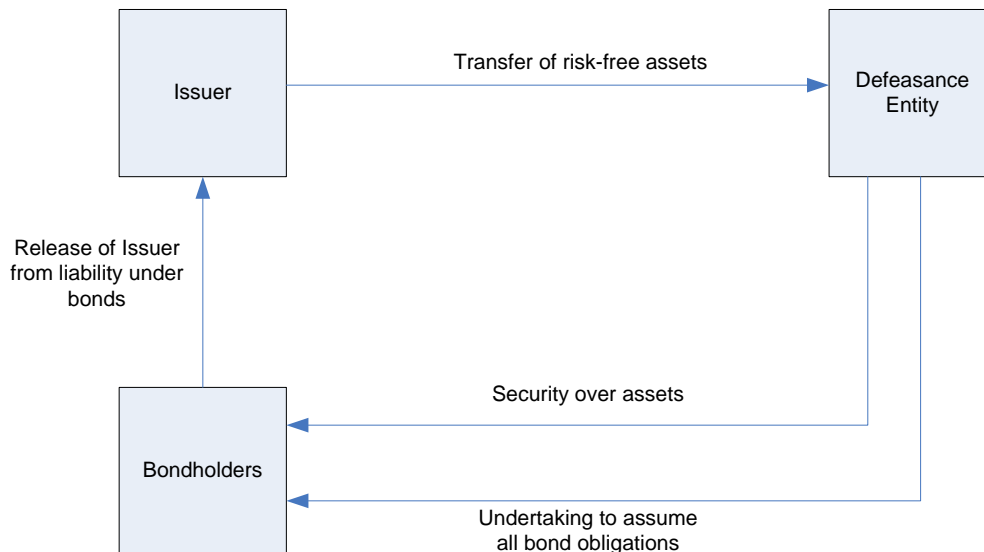 Transfer of risk-free assets
Issuer
Defeasance
Entity
Release of Issuer
from liability under
bonds
Security over assets
Bondholders
Undertaking to assume
all bond obligations